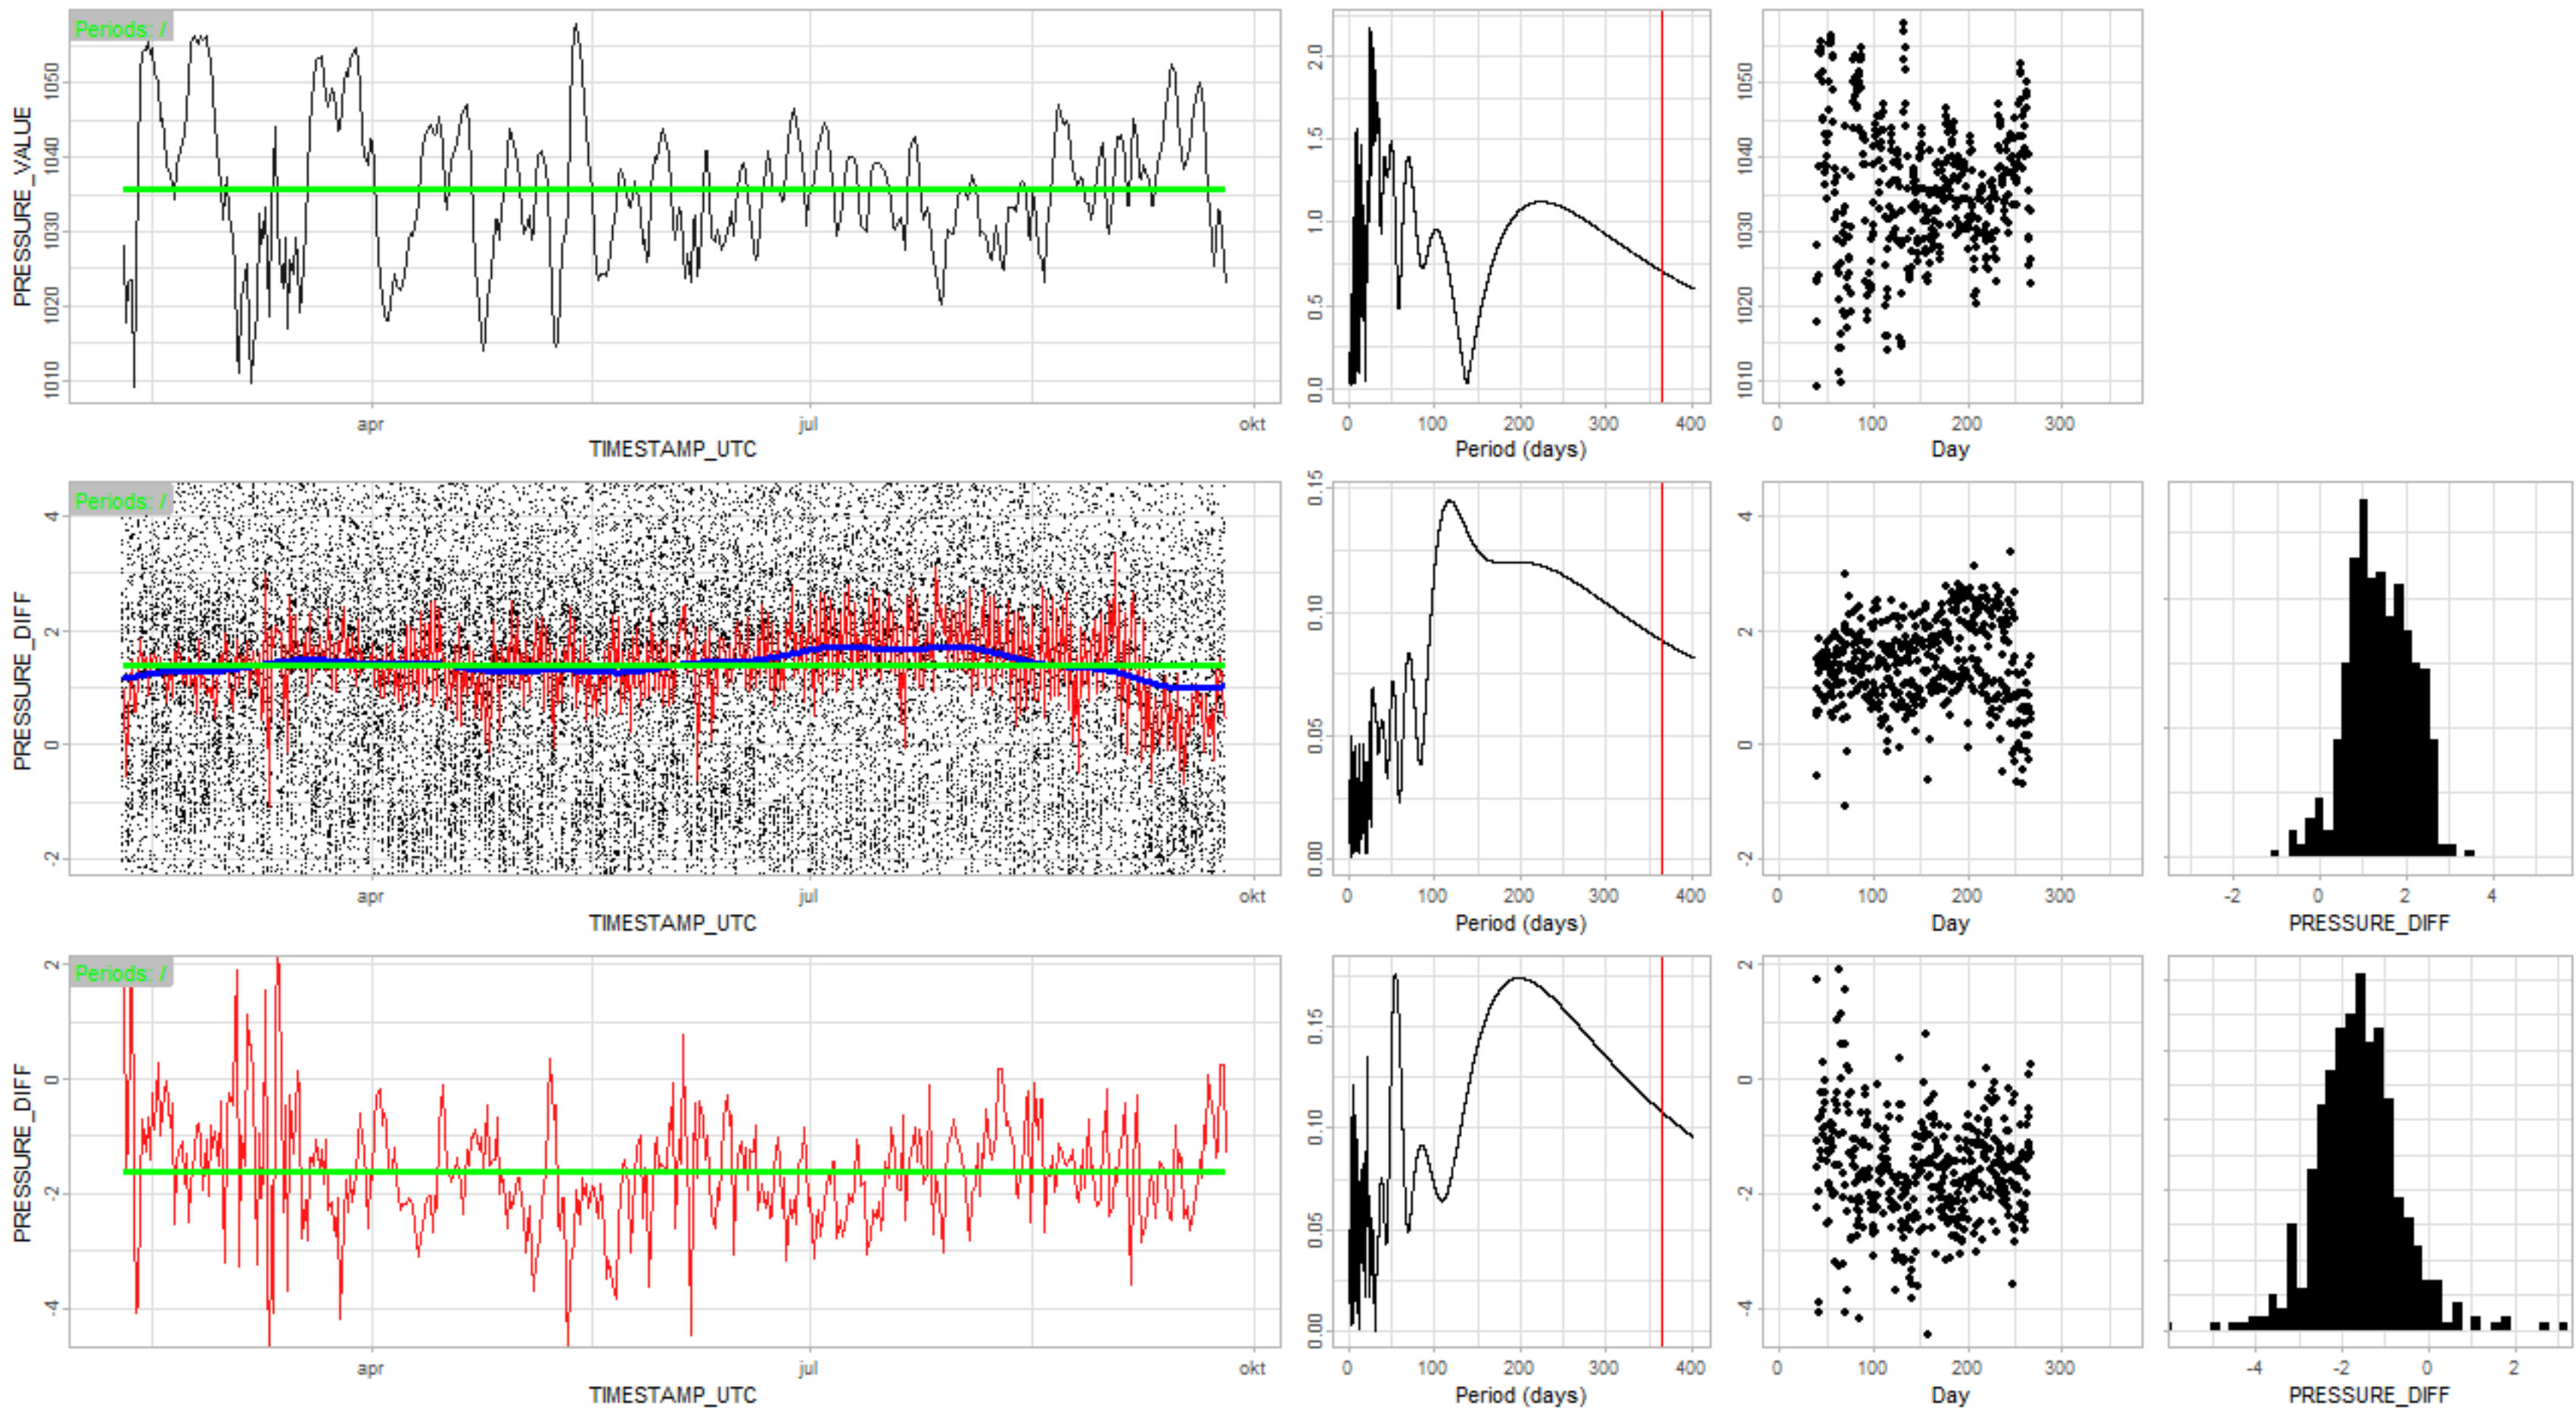 Periods: /
PRESSURE_VALUE
1010 1020 1030 1040 1050
apr jul okt
TIMESTAMP_UTC
0.0 0.5 1.0 1.5 2.0
0 100 200 300 400
Period (days)
1010 1020 1030 1040 1050
0 100 200 300
Day
Periods: /
PRESSURE_DIFF
-2 0 2 4
apr jul okt
TIMESTAMP_UTC
0.00 0.05 0.10 0.15
0 100 200 300 400
Period (days)
-2 0 2 4
0 100 200 300
Day
-2 0 2 4
PRESSURE_DIFF
Periods: /
PRESSURE_DIFF
-4 -2 0 2
apr jul okt
TIMESTAMP_UTC
0.00 0.05 0.10 0.15
0 100 200 300 400
Period (days)
-4 -2 0 2
0 100 200 300
Day
-4 -2 0 2
PRESSURE_DIFF